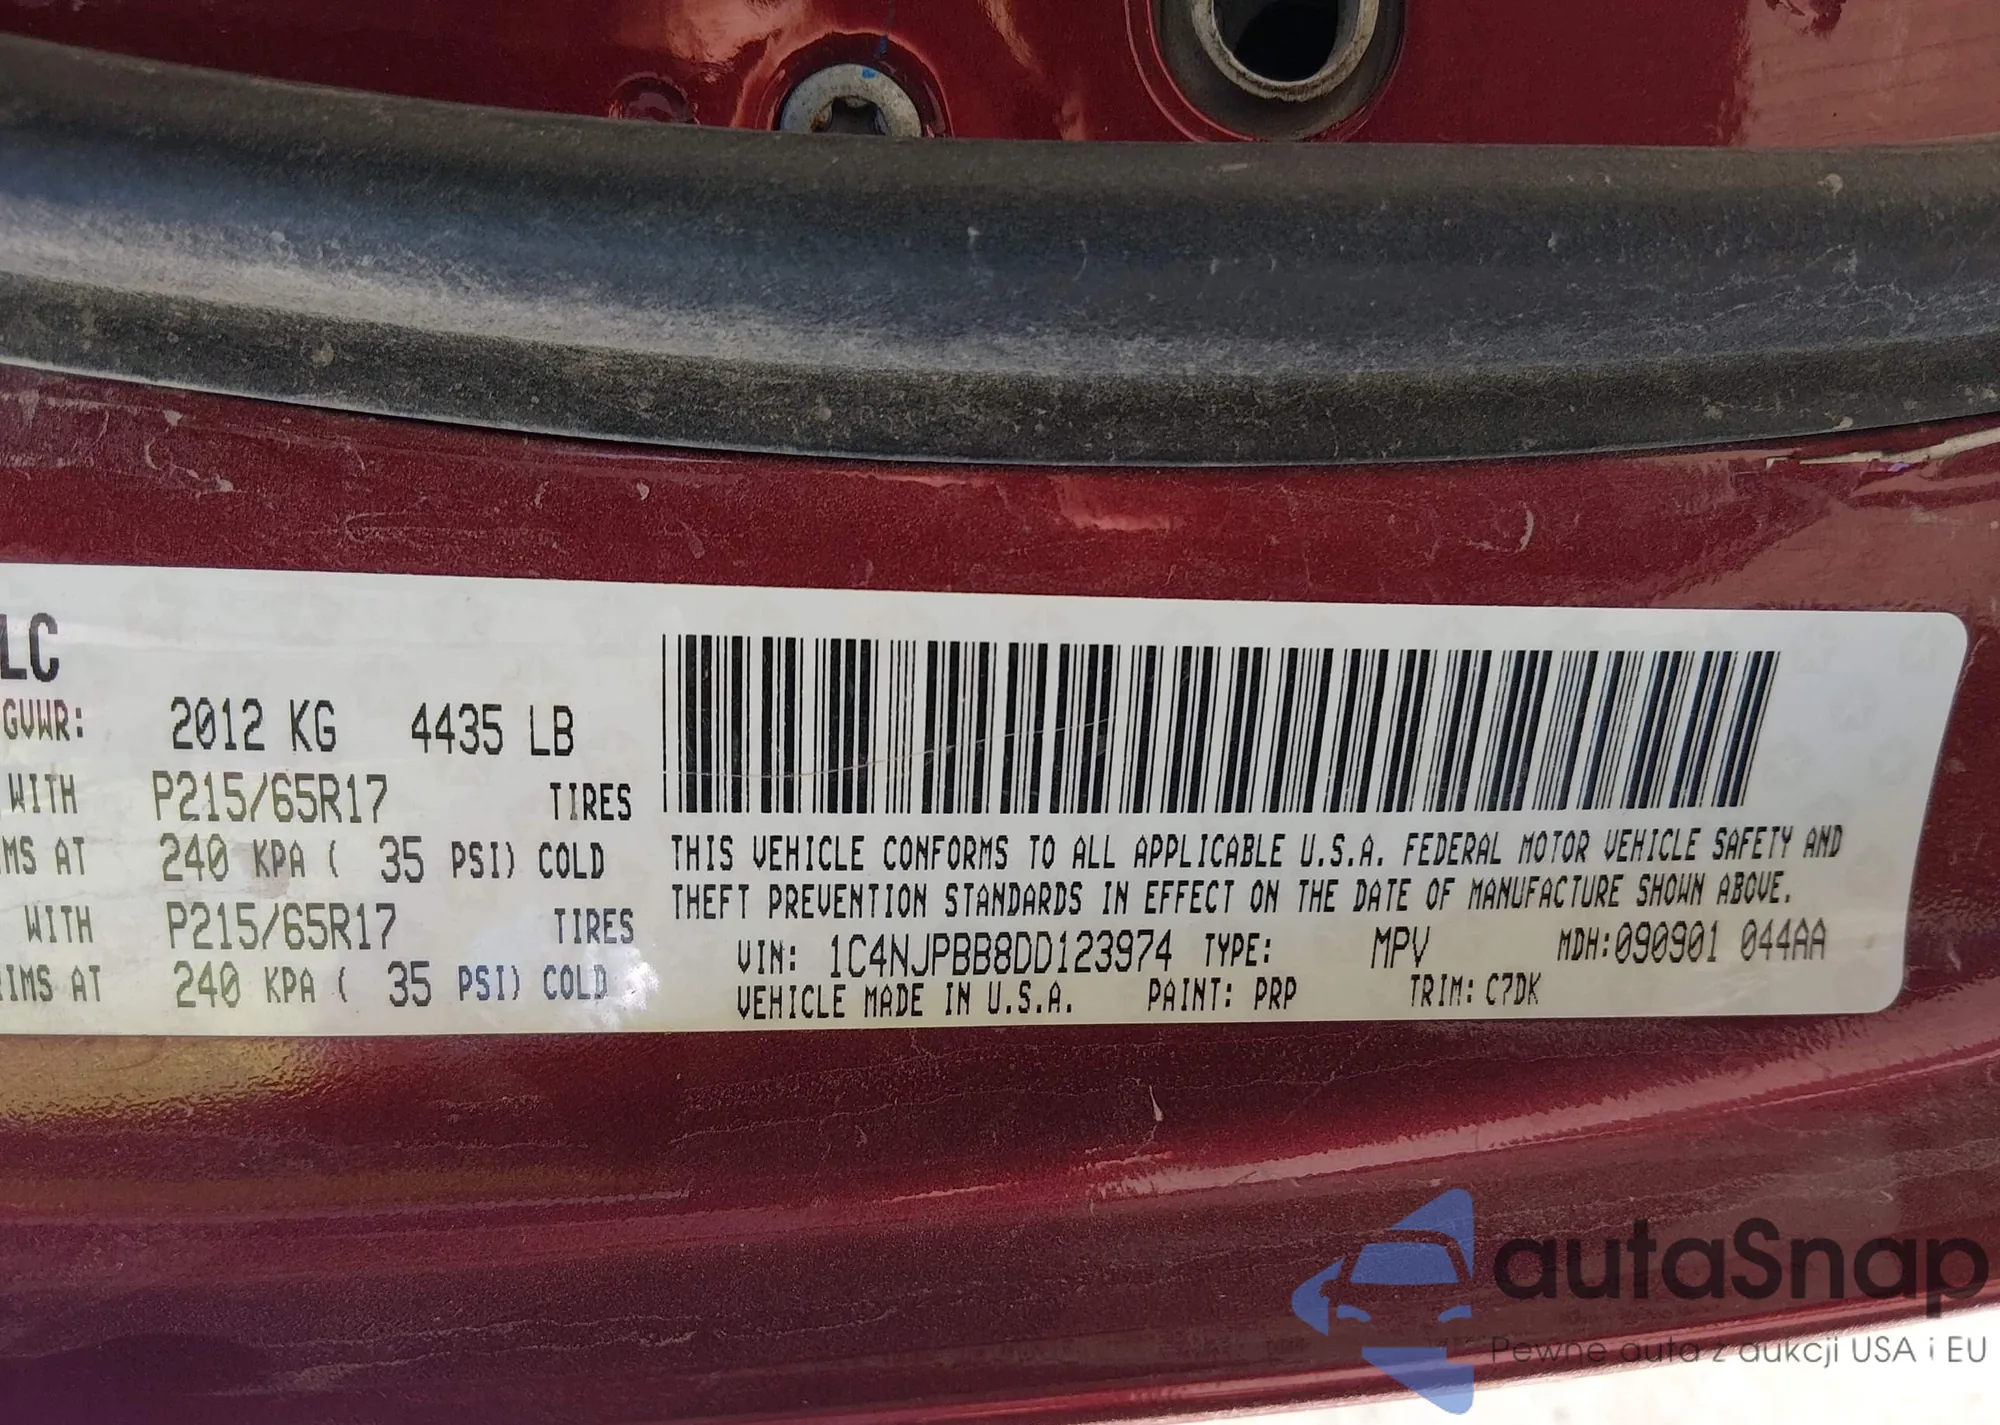 LC
GVWR: 2012 KG 4435 LB
WITH P215/65R17 TIRES
MS AT 240 KPA ( 35 PSI) COLD
WITH P215/65R17 TIRES
IMS AT 240 KPA ( 35 PSI) COLD
THIS VEHICLE CONFORMS TO ALL APPLICABLE U.S.A. FEDERAL MOTOR VEHICLE SAFETY AND
THEFT PREVENTION STANDARDS IN EFFECT ON THE DATE OF MANUFACTURE SHOWN ABOVE.
VIN: 1C4NJPBB8DD123974 TYPE: MPV MDH:090901 044AA
VEHICLE MADE IN U.S.A. PAINT: PRP TRIM: C7DK
autaSnap
Pewne auta z aukcji USA i EU